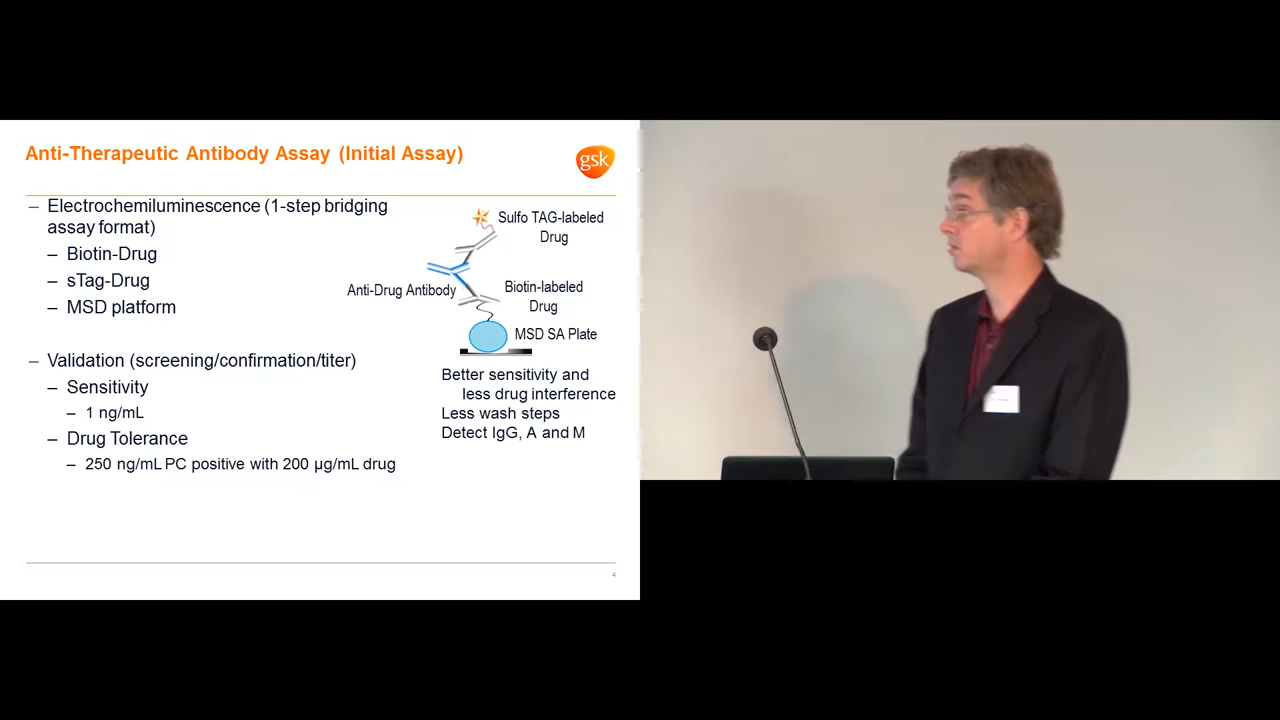 Anti-Therapeutic Antibody Assay (Initial Assay)
gsk
– Electrochemiluminescence (1-step bridging
assay format)
– Biotin-Drug
– sTag-Drug
– MSD platform
– Validation (screening/confirmation/titer)
– Sensitivity
– 1 ng/mL
– Drug Tolerance
– 250 ng/mL PC positive with 200 µg/mL drug
Sulfo TAG-labeled
Drug
Anti-Drug Antibody
Biotin-labeled
Drug
MSD SA Plate
Better sensitivity and
less drug interference
Less wash steps
Detect IgG, A and M
4